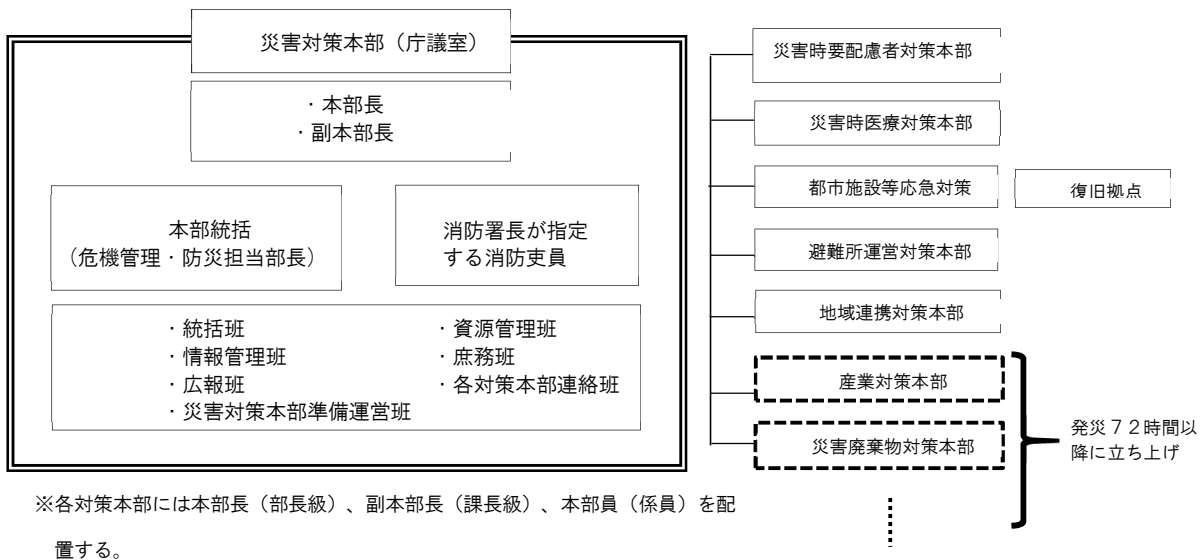 災害対策本部（庁議室）
・本部長
・副本部長
本部統括
（危機管理・防災担当部長）
消防署長が指定
する消防吏員
・統括班
・情報管理班
・広報班
・災害対策本部準備運営班
・資源管理班
・庶務班
・各対策本部連絡班
※各対策本部には本部長（部長級）、副本部長（課長級）、本部員（係員）を配
置する。
災害時要配慮者対策本部
災害時医療対策本部
都市施設等応急対策
復旧拠点
避難所運営対策本部
地域連携対策本部
産業対策本部
災害廃棄物対策本部
発災７２時間以
降に立ち上げ